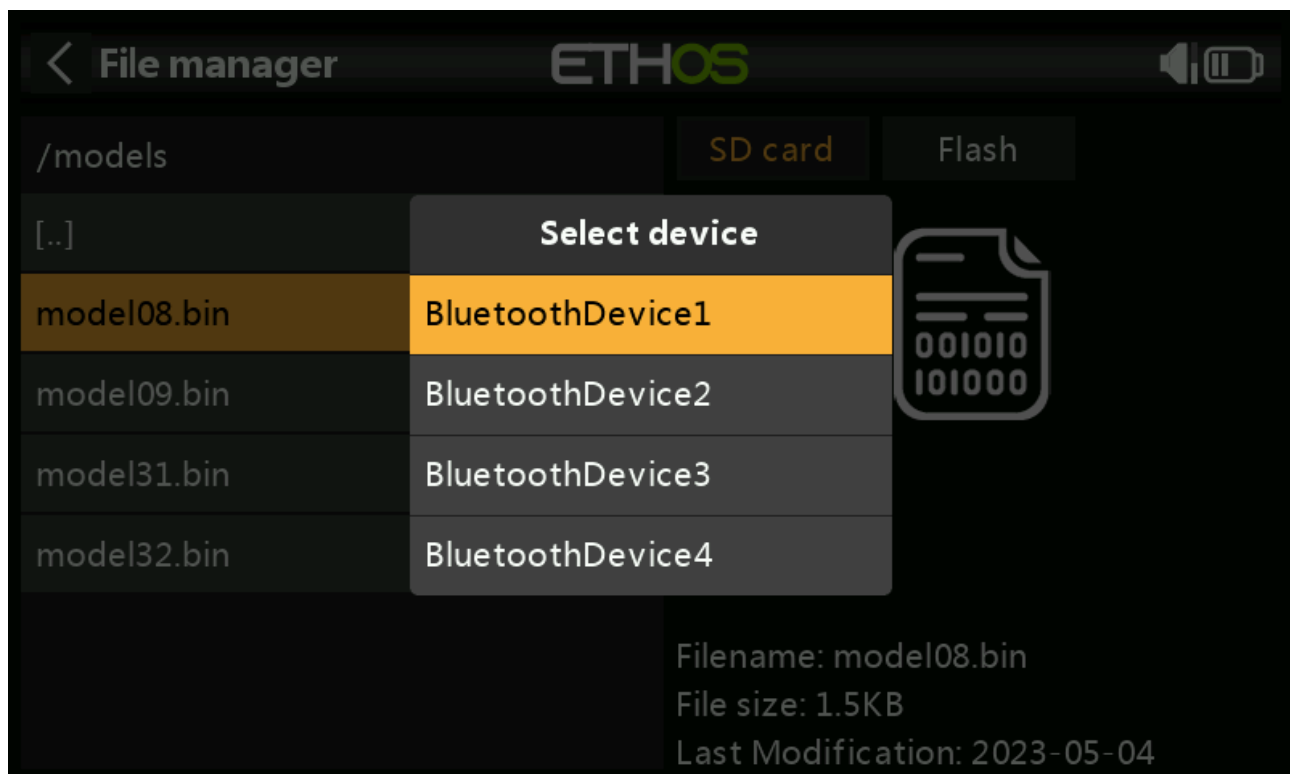 File manager
ETHOS
/models
SD card
Flash
[..]
model08.bin
model09.bin
model31.bin
model32.bin
Select device
BluetoothDevice1
BluetoothDevice2
BluetoothDevice3
BluetoothDevice4
001010
101000
Filename: model08.bin
File size: 1.5KB
Last Modification: 2023-05-04